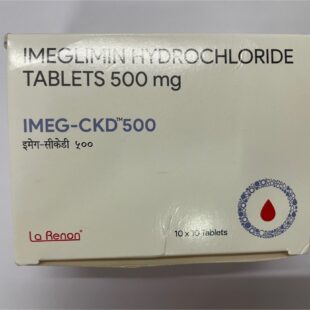 IMEGLIMIN HYDROCHLORIDE
TABLETS 500 mg
IMEG-CKD™500
इमेग-सीकेडी ५००
La Renon®
10 x 10 Tablets